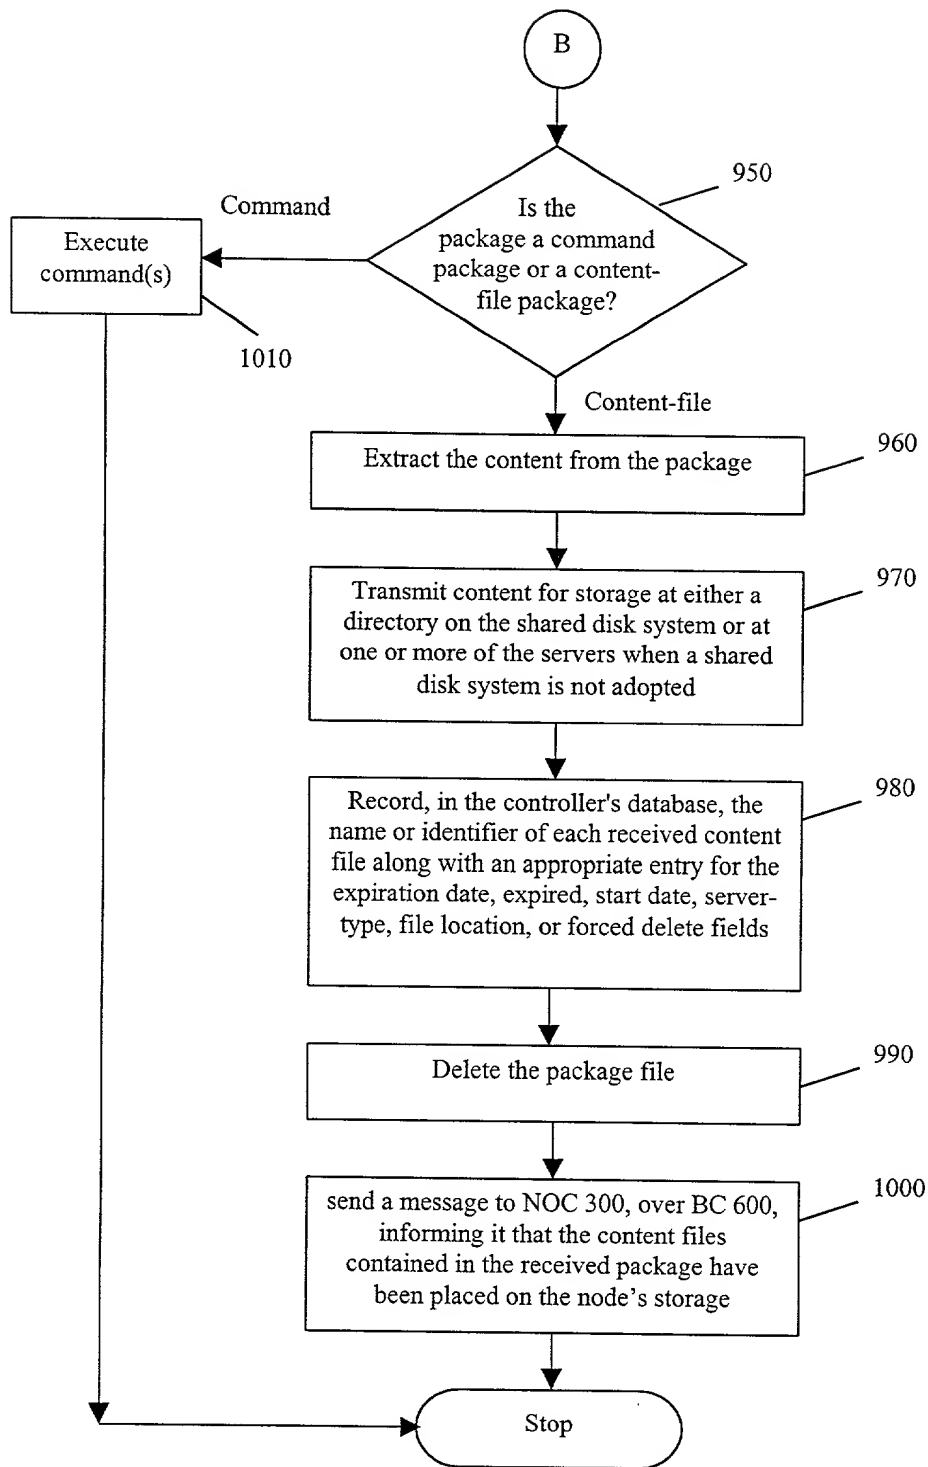 B
950
Is the
package a command
package or a content-
file package?
Command
Execute
command(s)
1010
Content-file
960
Extract the content from the package
970
Transmit content for storage at either a
directory on the shared disk system or at
one or more of the servers when a shared
disk system is not adopted
980
Record, in the controller's database, the
name or identifier of each received content
file along with an appropriate entry for the
expiration date, expired, start date, server-
type, file location, or forced delete fields
990
Delete the package file
1000
send a message to NOC 300, over BC 600,
informing it that the content files
contained in the received package have
been placed on the node's storage
Stop